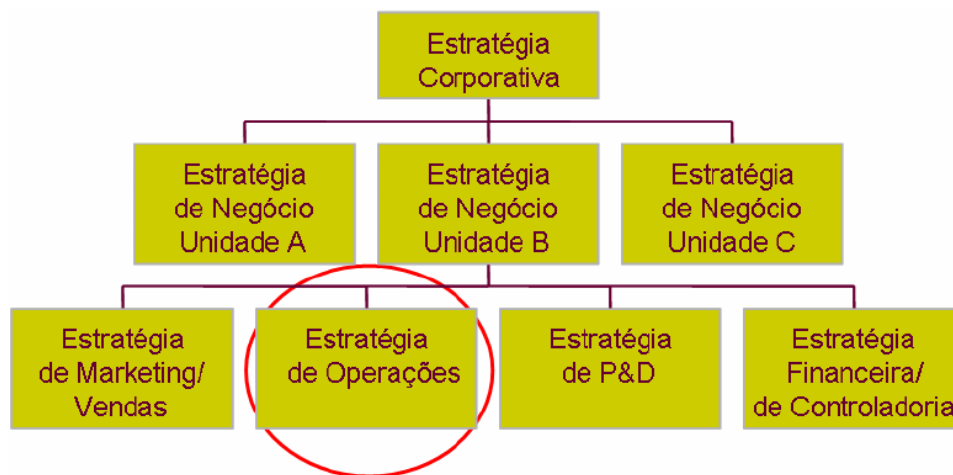 Estratégia
Corporativa
Estratégia
de Negócio
Unidade A
Estratégia
de Negócio
Unidade B
Estratégia
de Negócio
Unidade C
Estratégia
de Marketing/
Vendas
Estratégia
de Operações
Estratégia
de P&D
Estratégia
Financeira/
de Controladoria